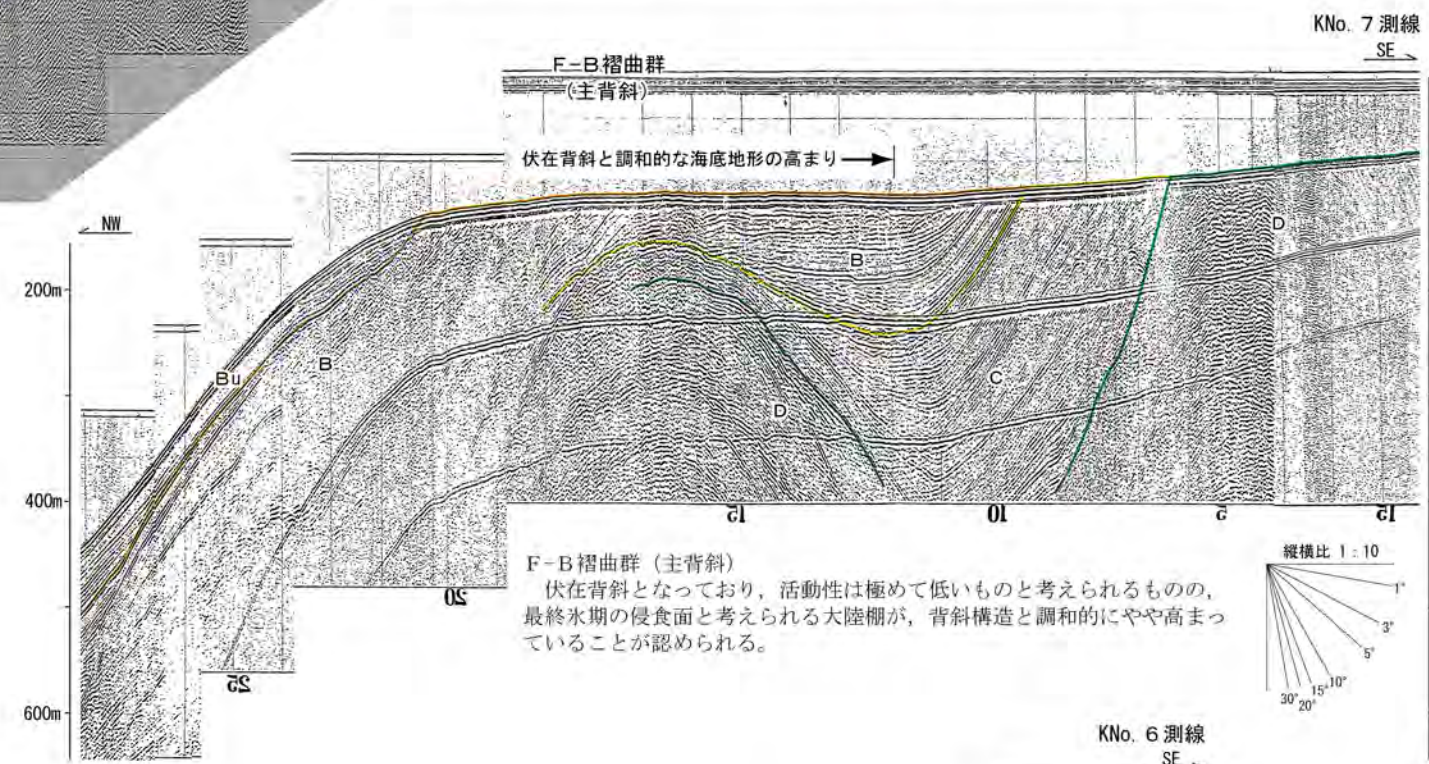 KNo. 7 測線
SE
F-B褶曲群
(主背斜)
伏在背斜と調和的な海底地形の高まり
NW
D
B
200m
Bu
B
C
D
400m
15
10
5
15
20
25
600m
F-B褶曲群（主背斜）
伏在背斜となっており，活動性は極めて低いものと考えられるものの，
最終氷期の侵食面と考えられる大陸棚が，背斜構造と調和的にやや高まっ
ていることが認められる。
縦横比 1:10
1°
3°
5°
10°
15°
20°
30°
KNo. 6 測線
SE